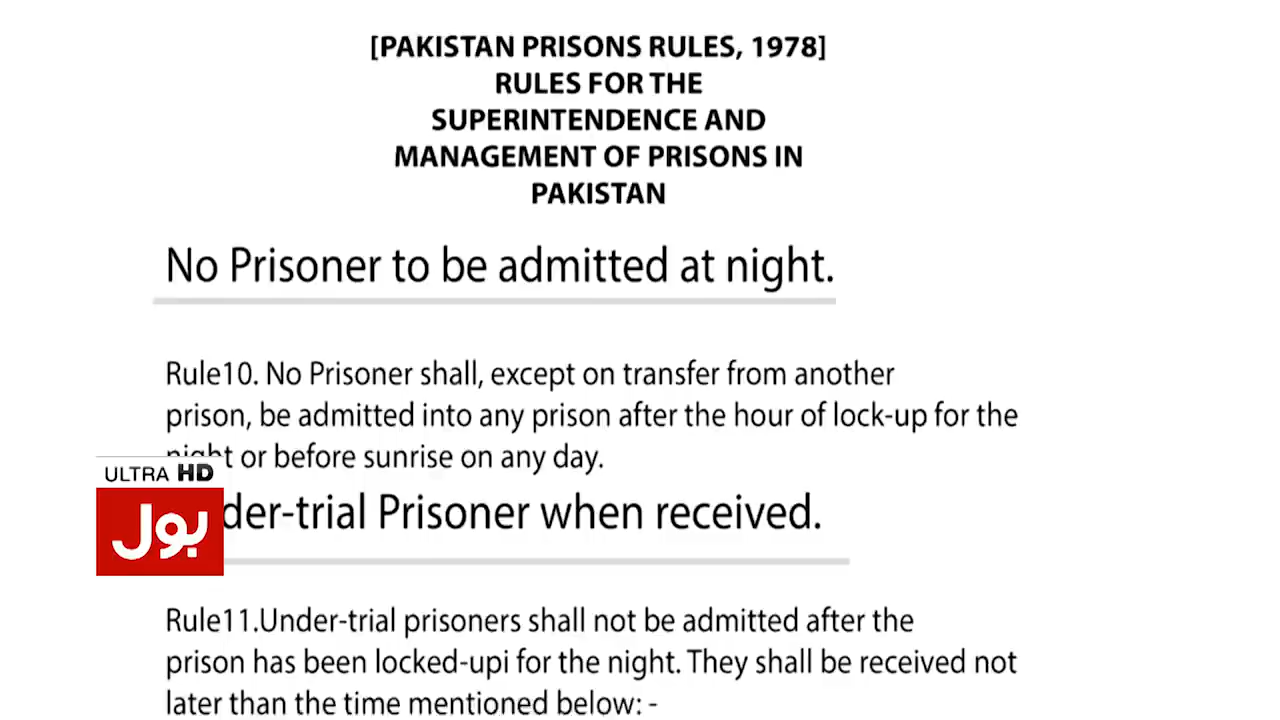 [PAKISTAN PRISONS RULES, 1978]
RULES FOR THE
SUPERINTENDENCE AND
MANAGEMENT OF PRISONS IN
PAKISTAN
No Prisoner to be admitted at night.
Rule10. No Prisoner shall, except on transfer from another
prison, be admitted into any prison after the hour of lock-up for the
night or before sunrise on any day.
ULTRA HD
بول
der-trial Prisoner when received.
Rule11.Under-trial prisoners shall not be admitted after the
prison has been locked-upi for the night. They shall be received not
later than the time mentioned below: -